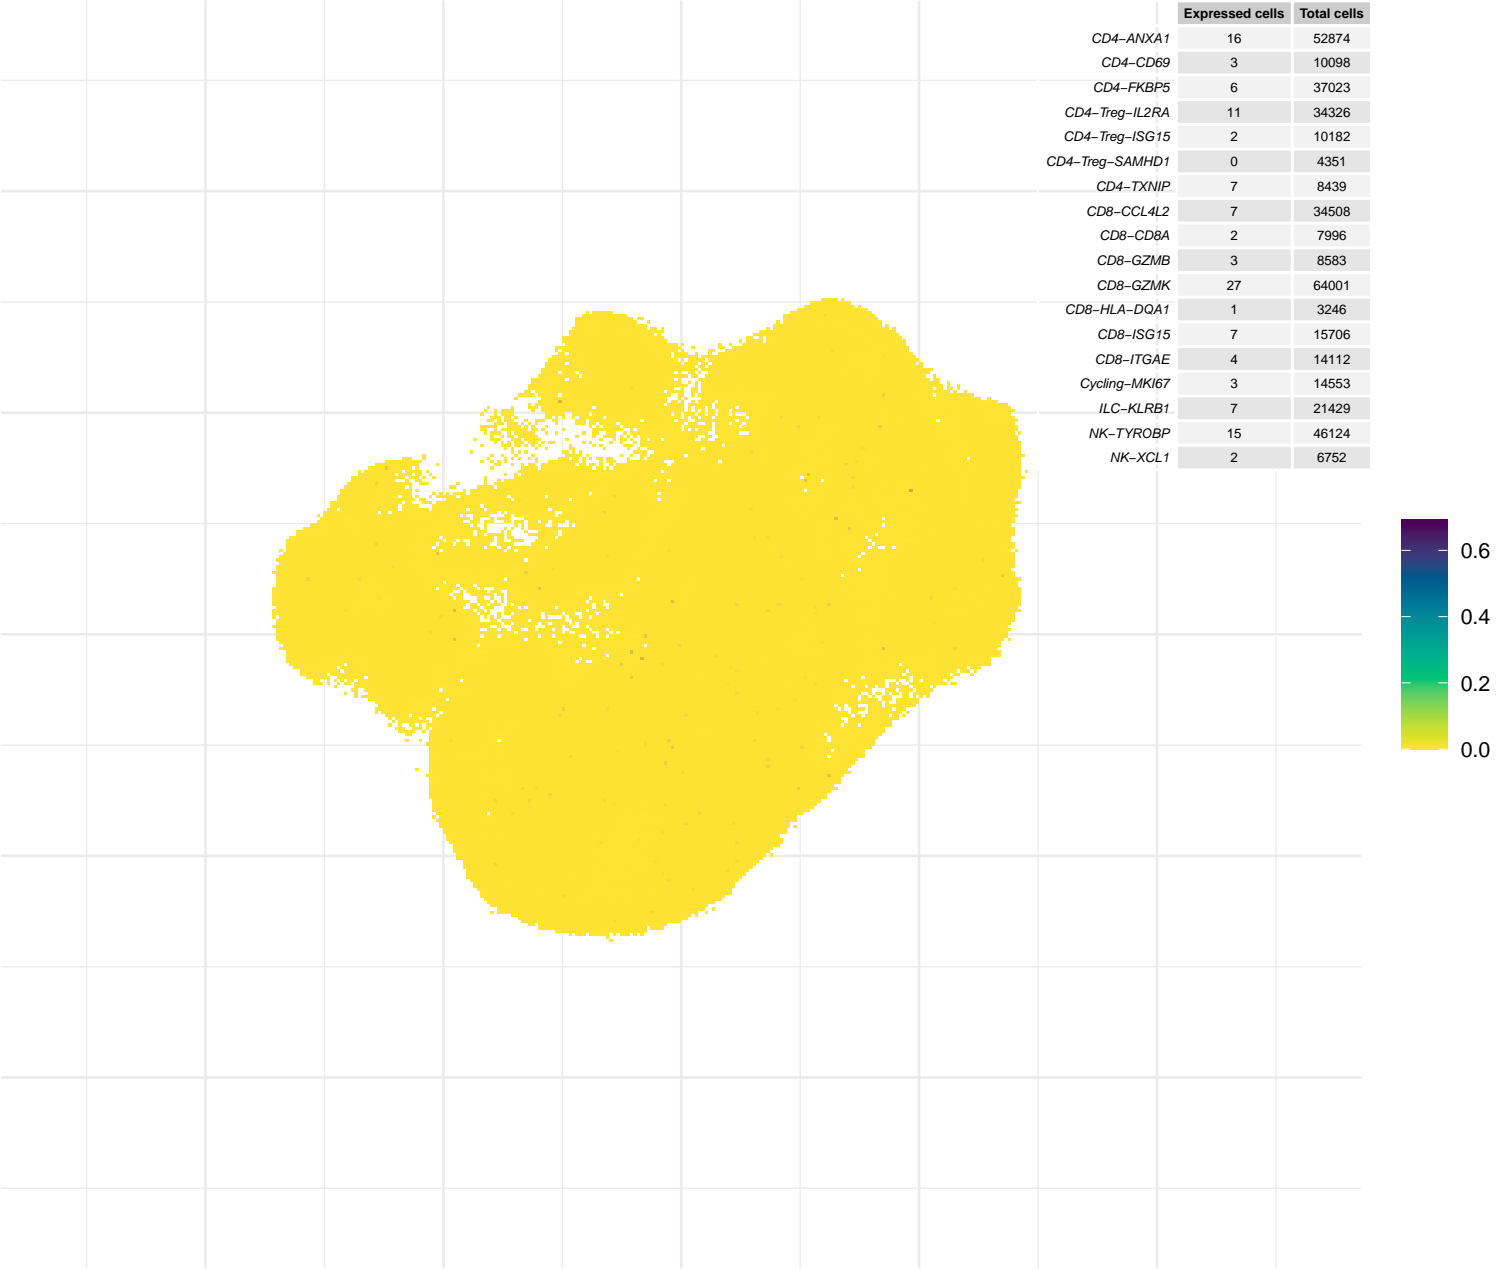 Expressed cells Total cells
CD4−ANXA1 16 52874
CD4−CD69 3 10098
CD4−FKBP5 6 37023
CD4−Treg−IL2RA 11 34326
CD4−Treg−ISG15 2 10182
CD4−Treg−SAMHD1 0 4351
CD4−TXNIP 7 8439
CD8−CCL4L2 7 34508
CD8−CD8A 2 7996
CD8−GZMB 3 8583
CD8−GZMK 27 64001
CD8−HLA−DQA1 1 3246
CD8−ISG15 7 15706
CD8−ITGAE 4 14112
Cycling−MKI67 3 14553
ILC−KLRB1 7 21429
NK−TYROBP 15 46124
NK−XCL1 2 6752
0.6
0.4
0.2
0.0